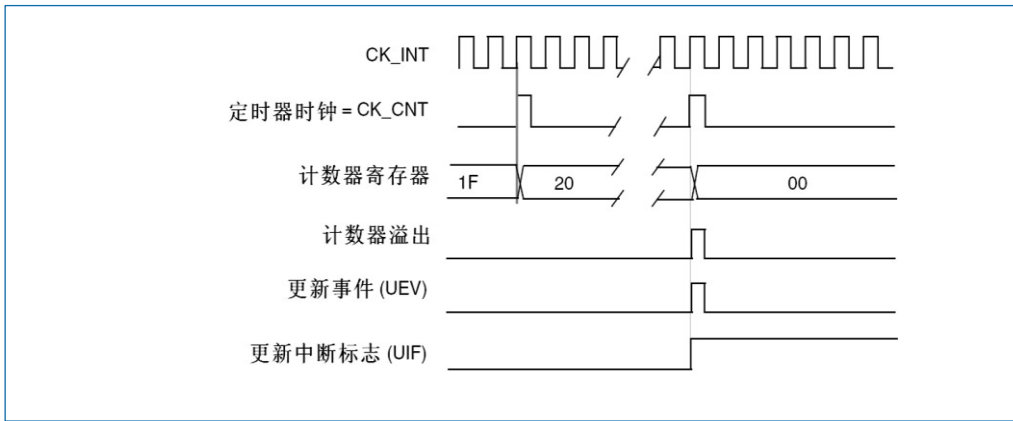 CK_INT
定时器时钟 = CK_CNT
计数器寄存器 1F 20 00
计数器溢出
更新事件 (UEV)
更新中断标志 (UIF)